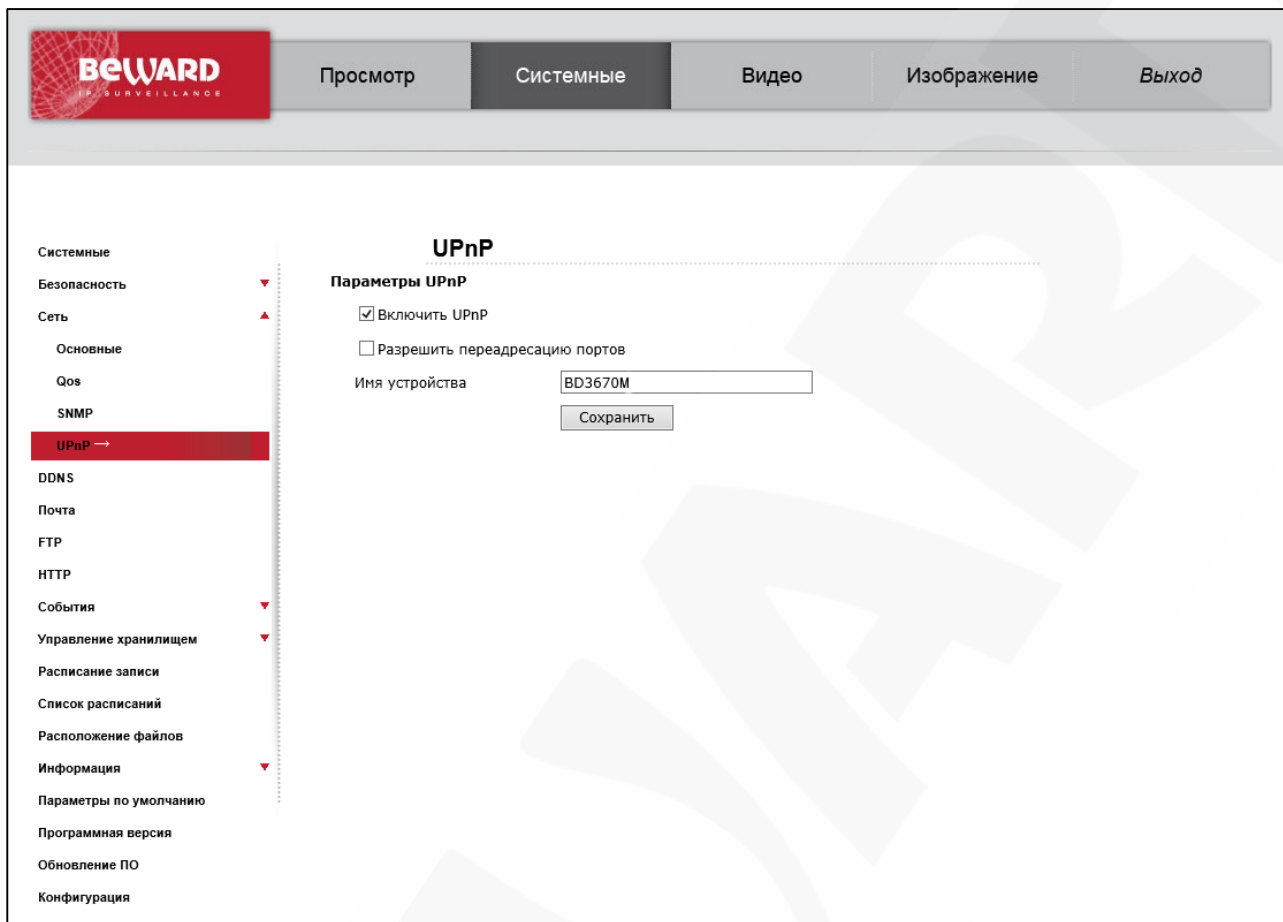 BEWARD
IP SURVEILLANCE
Просмотр
Системные
Видео
Изображение
Выход
Системные
Безопасность
Сеть
Основные
Qos
SNMP
UPnP →
DDNS
Почта
FTP
HTTP
События
Управление хранилищем
Расписание записи
Список расписаний
Расположение файлов
Информация
Параметры по умолчанию
Программная версия
Обновление ПО
Конфигурация
UPnP
Параметры UPnP
Включить UPnP
Разрешить переадресацию портов
Имя устройства
BD3670M
Сохранить